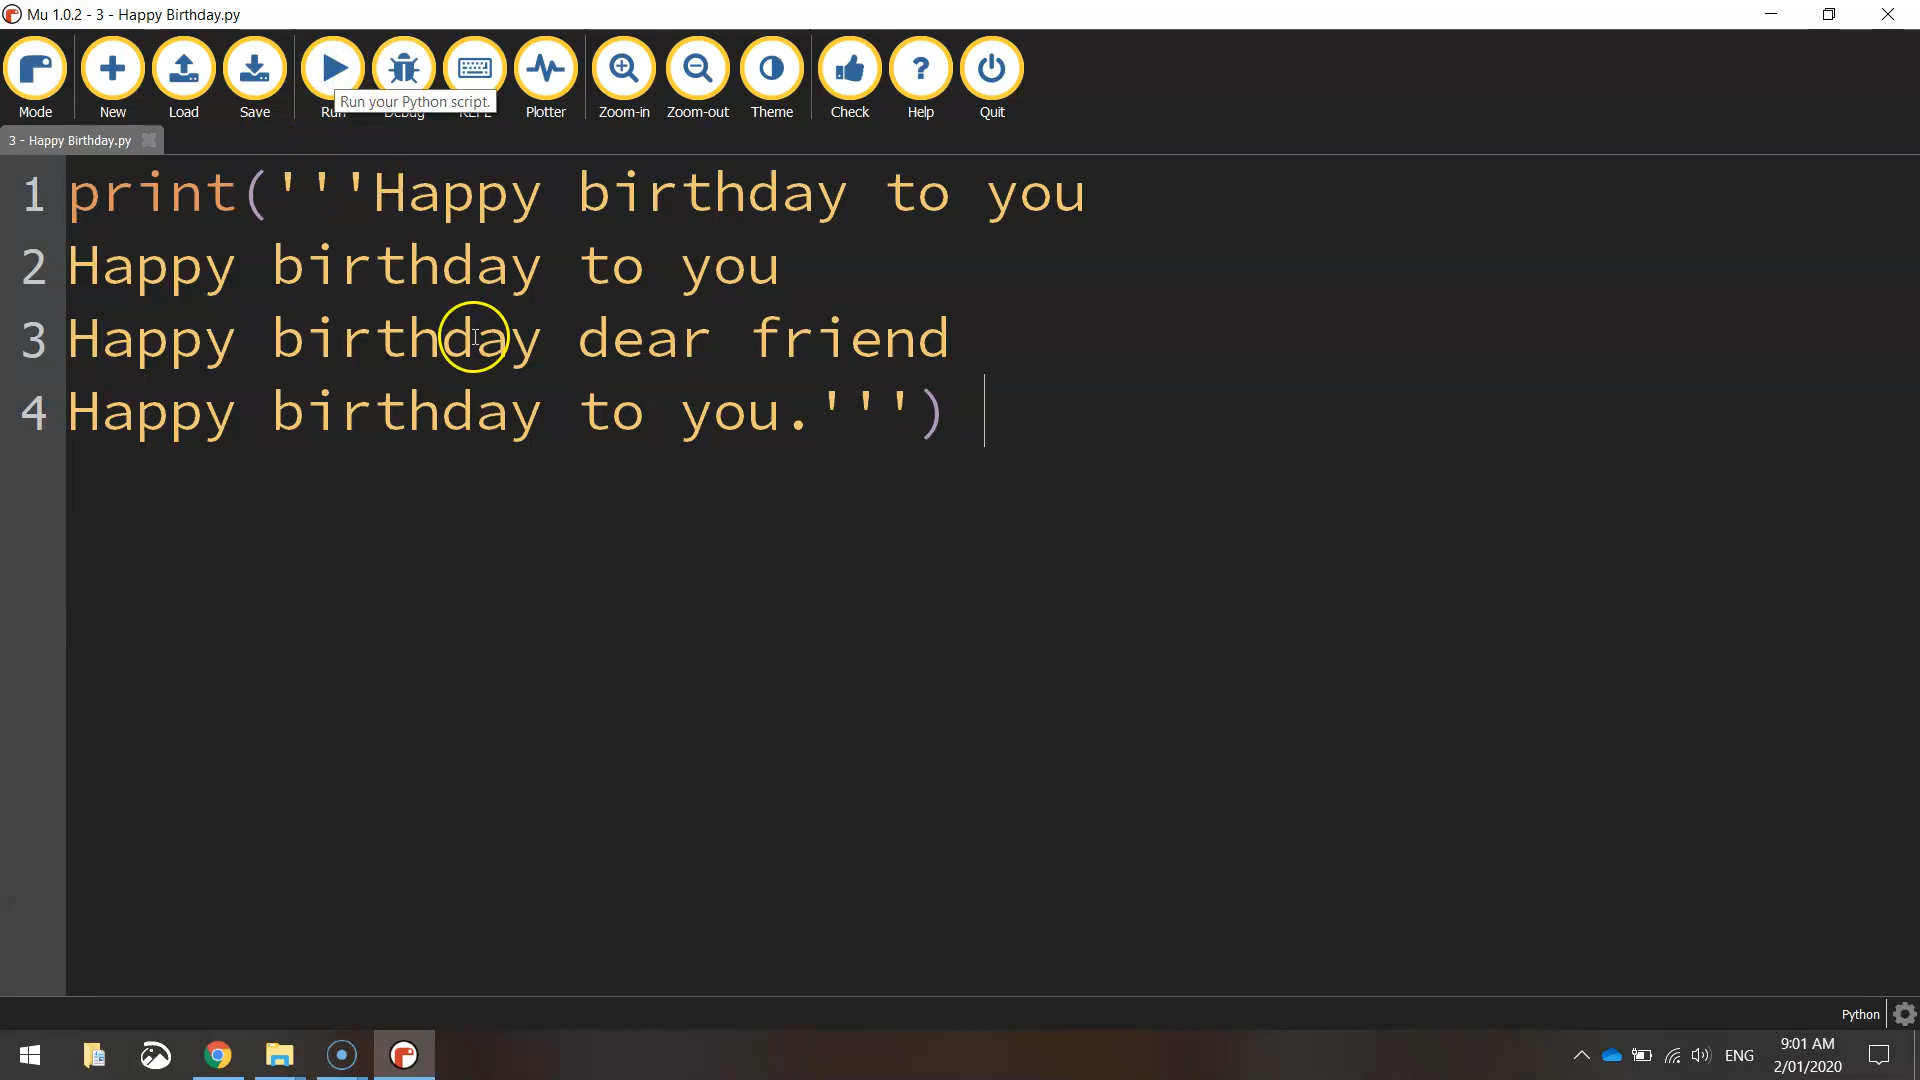 Mu 1.0.2 - 3 - Happy Birthday.py
Mode New Load Save Run Debug REPL Plotter Zoom-in Zoom-out Theme Check Help Quit
Run your Python script.
3 - Happy Birthday.py
1 print('''Happy birthday to you
2 Happy birthday to you
3 Happy birthday dear friend
4 Happy birthday to you.''')
Python
ENG
9:01 AM
2/01/2020